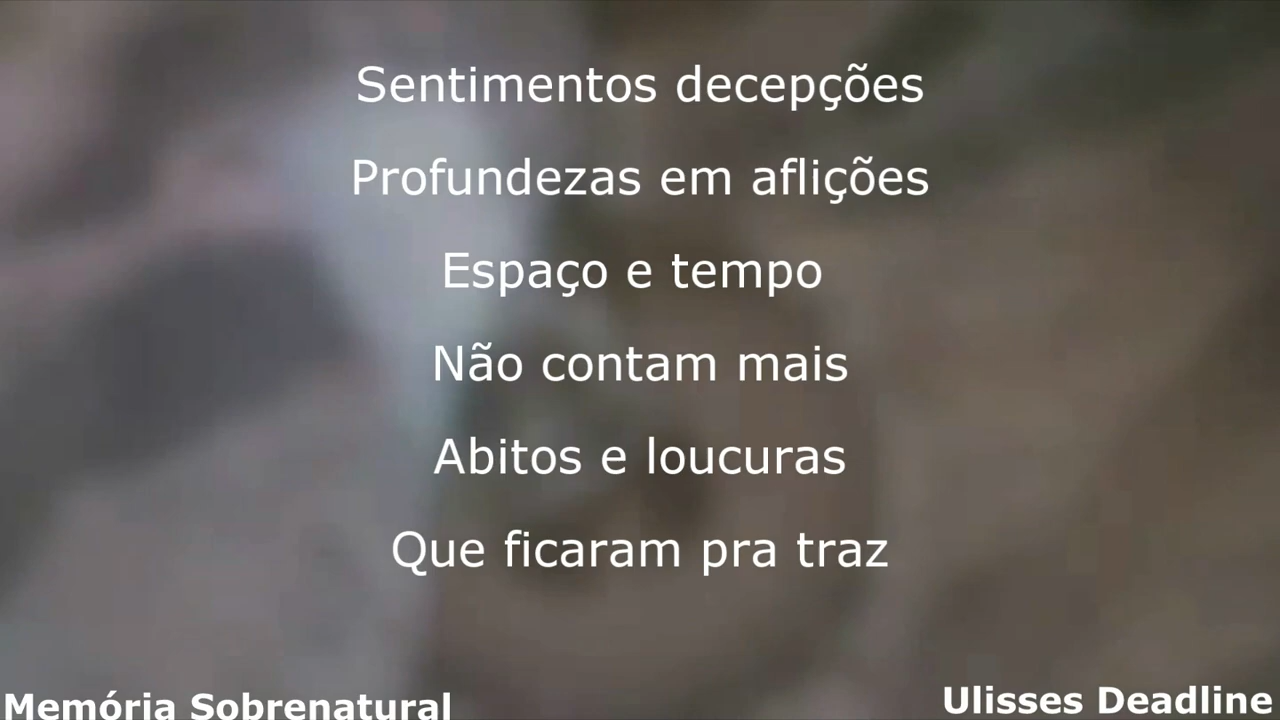 Sentimentos decepções
Profundezas em aflições
Espaço e tempo
Não contam mais
Abitos e loucuras
Que ficaram pra traz
Memória Sobrenatural
Ulisses Deadline